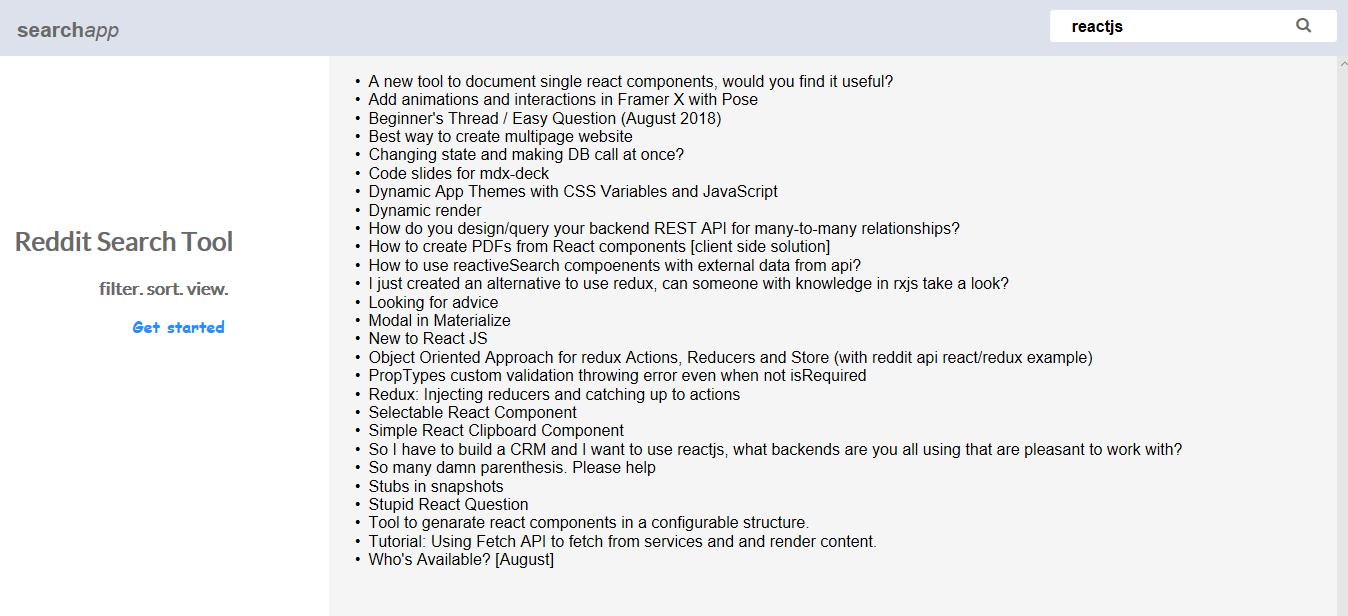 searchapp
reactjs
Reddit Search Tool
filter. sort. view.
Get started
• A new tool to document single react components, would you find it useful?
• Add animations and interactions in Framer X with Pose
• Beginner's Thread / Easy Question (August 2018)
• Best way to create multipage website
• Changing state and making DB call at once?
• Code slides for mdx-deck
• Dynamic App Themes with CSS Variables and JavaScript
• Dynamic render
• How do you design/query your backend REST API for many-to-many relationships?
• How to create PDFs from React components [client side solution]
• How to use reactiveSearch compoenents with external data from api?
• I just created an alternative to use redux, can someone with knowledge in rxjs take a look?
• Looking for advice
• Modal in Materialize
• New to React JS
• Object Oriented Approach for redux Actions, Reducers and Store (with reddit api react/redux example)
• PropTypes custom validation throwing error even when not isRequired
• Redux: Injecting reducers and catching up to actions
• Selectable React Component
• Simple React Clipboard Component
• So I have to build a CRM and I want to use reactjs, what backends are you all using that are pleasant to work with?
• So many damn parenthesis. Please help
• Stubs in snapshots
• Stupid React Question
• Tool to genarate react components in a configurable structure.
• Tutorial: Using Fetch API to fetch from services and and render content.
• Who's Available? [August]